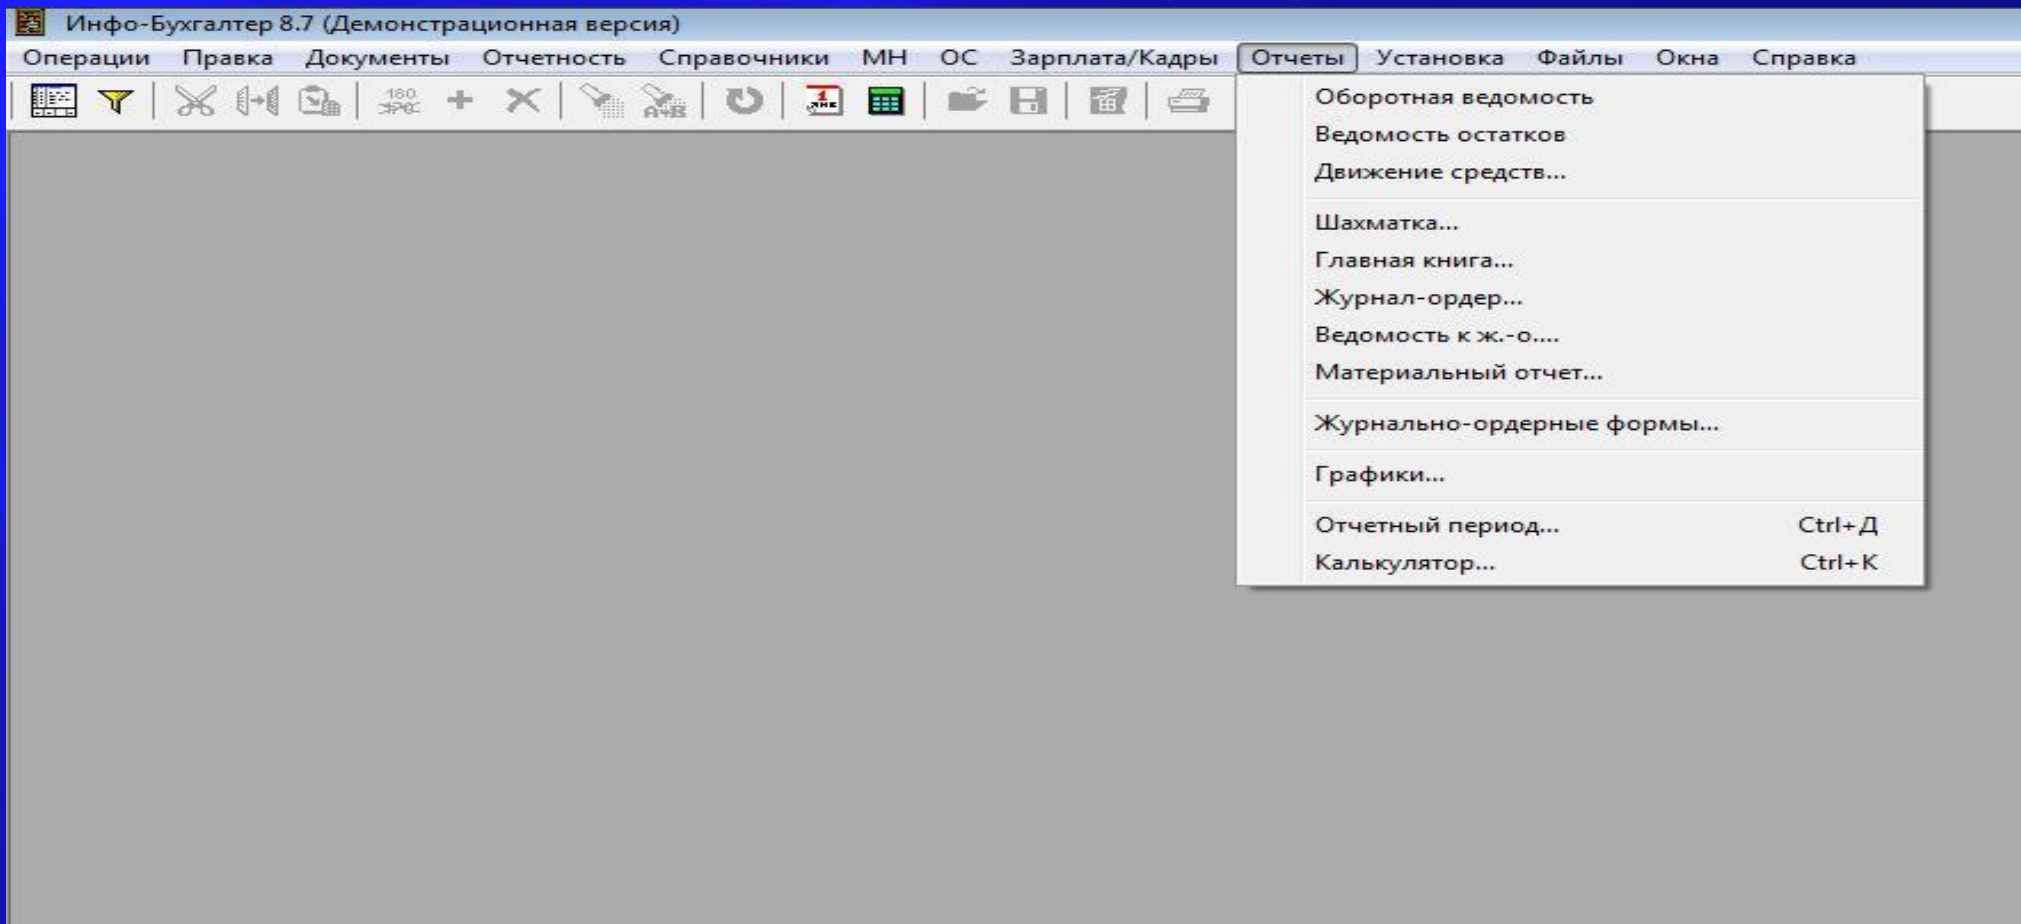 Инфо-Бухгалтер 8.7 (Демонстрационная версия)
Операции Правка Документы Отчетность Справочники МН ОС Зарплата/Кадры Отчеты Установка Файлы Окна Справка
Оборотная ведомость
Ведомость остатков
Движение средств...
Шахматка...
Главная книга...
Журнал-ордер...
Ведомость к ж.-о....
Материальный отчет...
Журнально-ордерные формы...
Графики...
Отчетный период... Ctrl+Д
Калькулятор... Ctrl+К